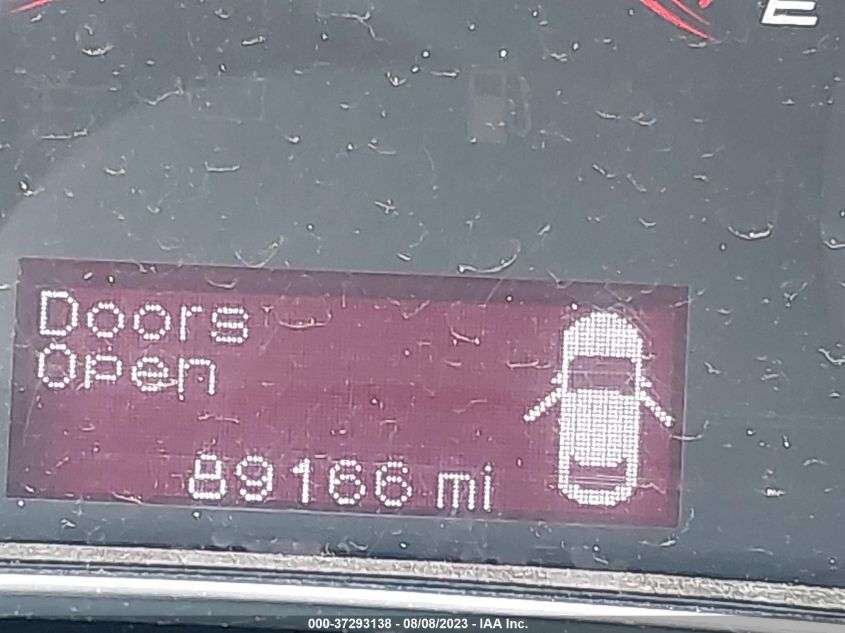 E
Doors
Open
89166 mi
000-37293138 - 08/08/2023 - IAA Inc.